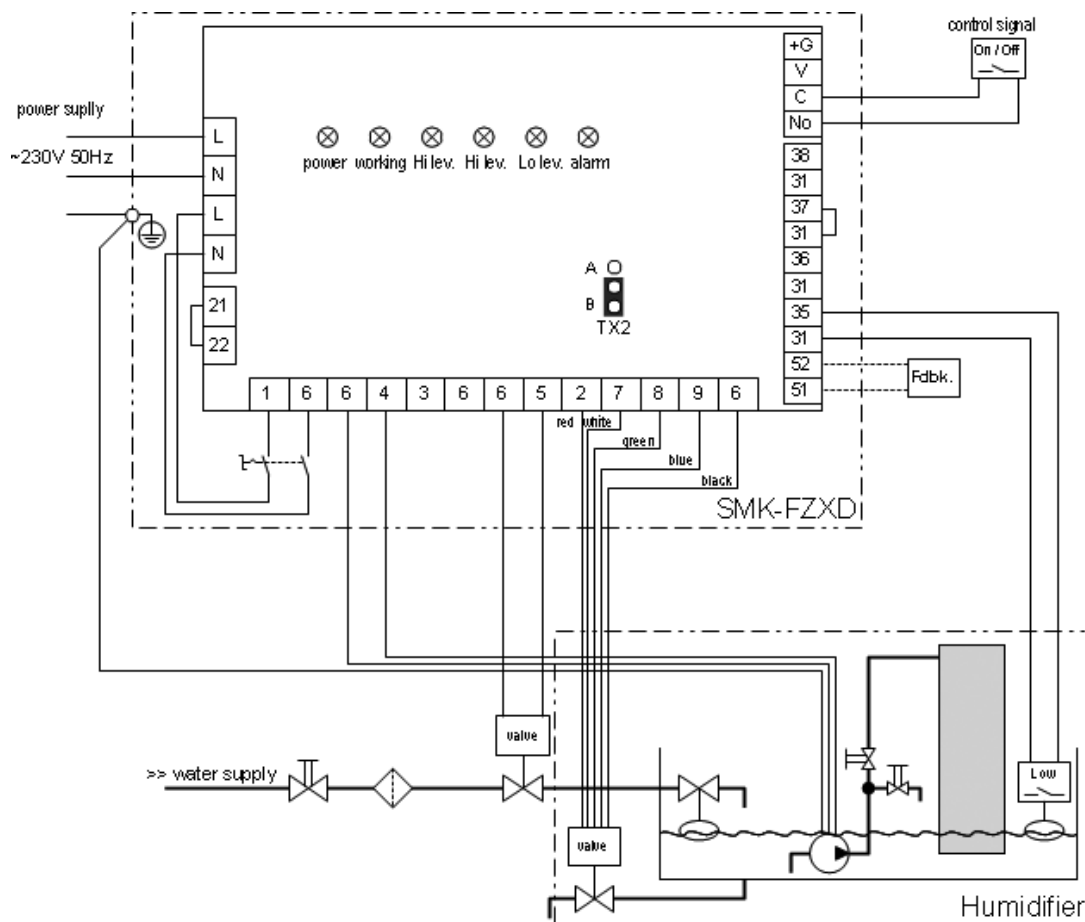 control signal
On / Off
+G
V
C
No
power suplly
~230V 50Hz
L
N
L
N
power working Hi lev. Hi lev. Lo lev. alarm
38
31
37
31
36
31
35
31
52
51
A
B
TX2
21
22
Fdbk.
1 6 6 4 3 6 6 5 2 7 8 9 6
red white
green
blue
black
SMK-FZXD
valve
>> water supply
Low
valve
Humidifier